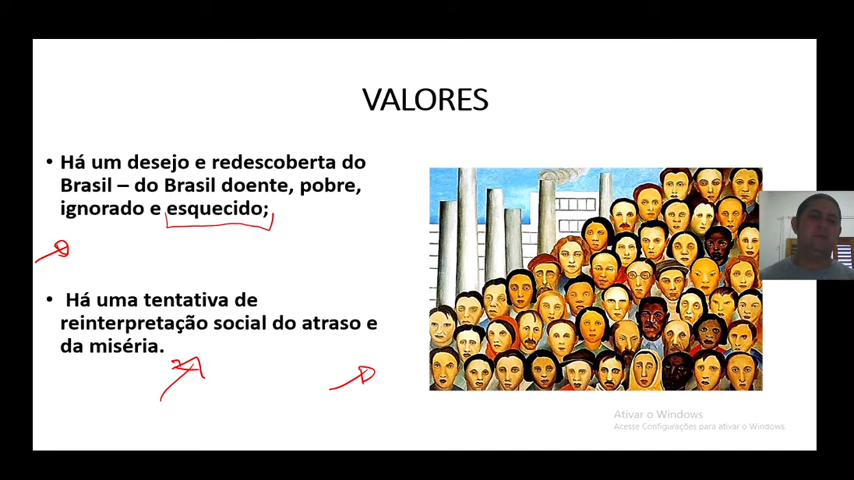 VALORES
• Há um desejo e redescoberta do
Brasil – do Brasil doente, pobre,
ignorado e esquecido;
• Há uma tentativa de
reinterpretação social do atraso e
da miséria.
Ativar o Windows
Acesse Configurações para ativar o Windows.